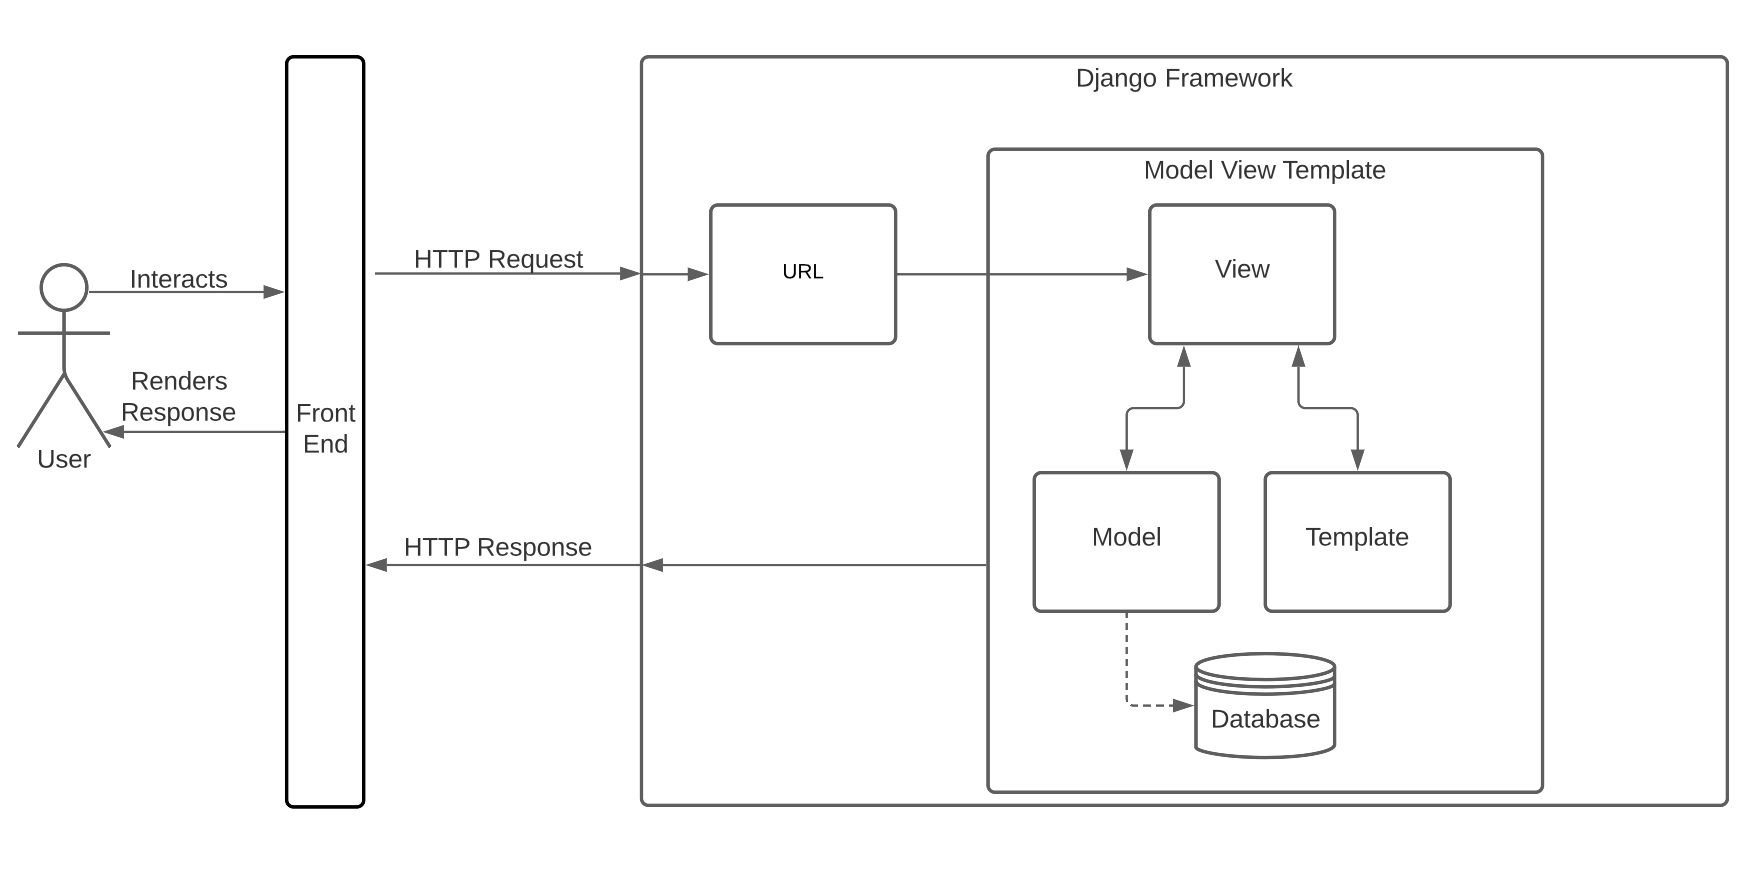 Django Framework
Model View Template
HTTP Request
URL
View
Interacts
Renders
Response
Front
End
User
HTTP Response
Model
Template
Database